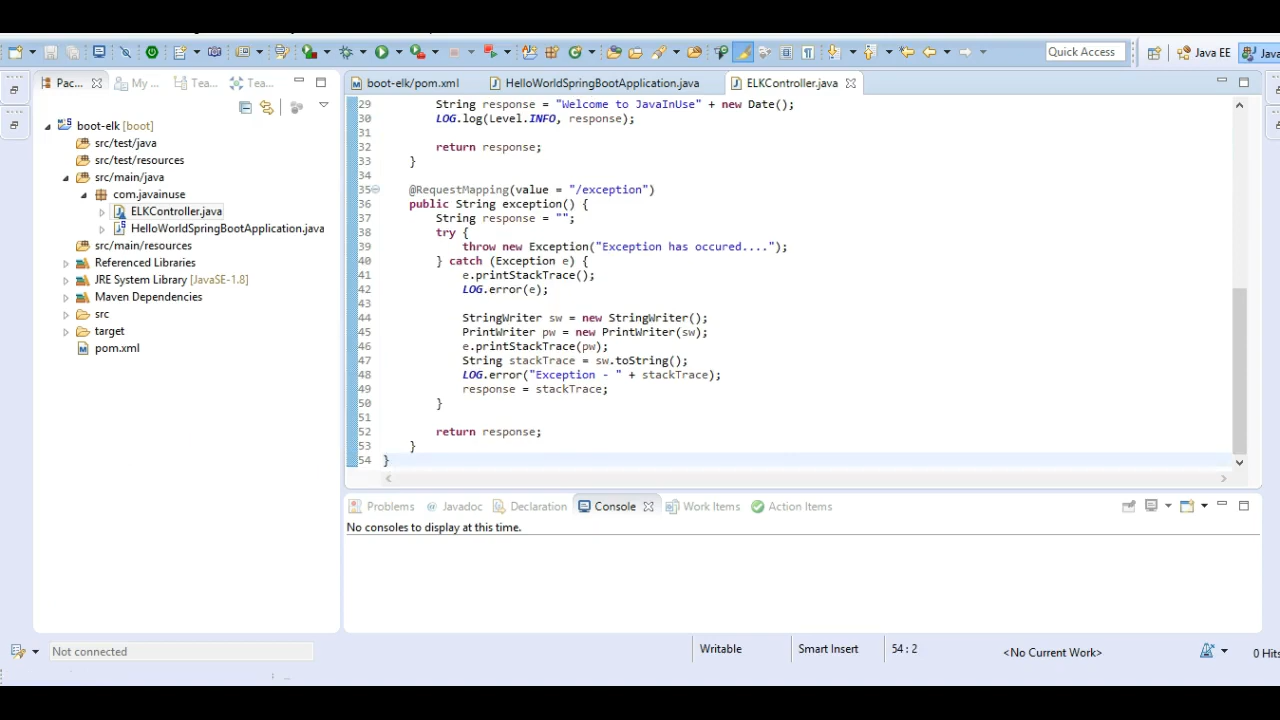 Quick Access
Java EE
Java
Pac...
My ...
Tea...
Tea...
boot-elk/pom.xml
HelloWorldSpringBootApplication.java
ELKController.java
boot-elk [boot]
src/test/java
src/test/resources
src/main/java
com.javainuse
ELKController.java
HelloWorldSpringBootApplication.java
src/main/resources
Referenced Libraries
JRE System Library [JavaSE-1.8]
Maven Dependencies
src
target
pom.xml
29 String response = "Welcome to JavaInUse" + new Date();
30 LOG.log(Level.INFO, response);
31
32 return response;
33 }
34
35 @RequestMapping(value = "/exception")
36 public String exception() {
37 String response = "";
38 try {
39 throw new Exception("Exception has occured....");
40 } catch (Exception e) {
41 e.printStackTrace();
42 LOG.error(e);
43
44 StringWriter sw = new StringWriter();
45 PrintWriter pw = new PrintWriter(sw);
46 e.printStackTrace(pw);
47 String stackTrace = sw.toString();
48 LOG.error("Exception - " + stackTrace);
49 response = stackTrace;
50 }
51
52 return response;
53 }
54 }
Problems
@ Javadoc
Declaration
Console
Work Items
Action Items
No consoles to display at this time.
Not connected
Writable
Smart Insert
54 : 2
<No Current Work>
0 Hits